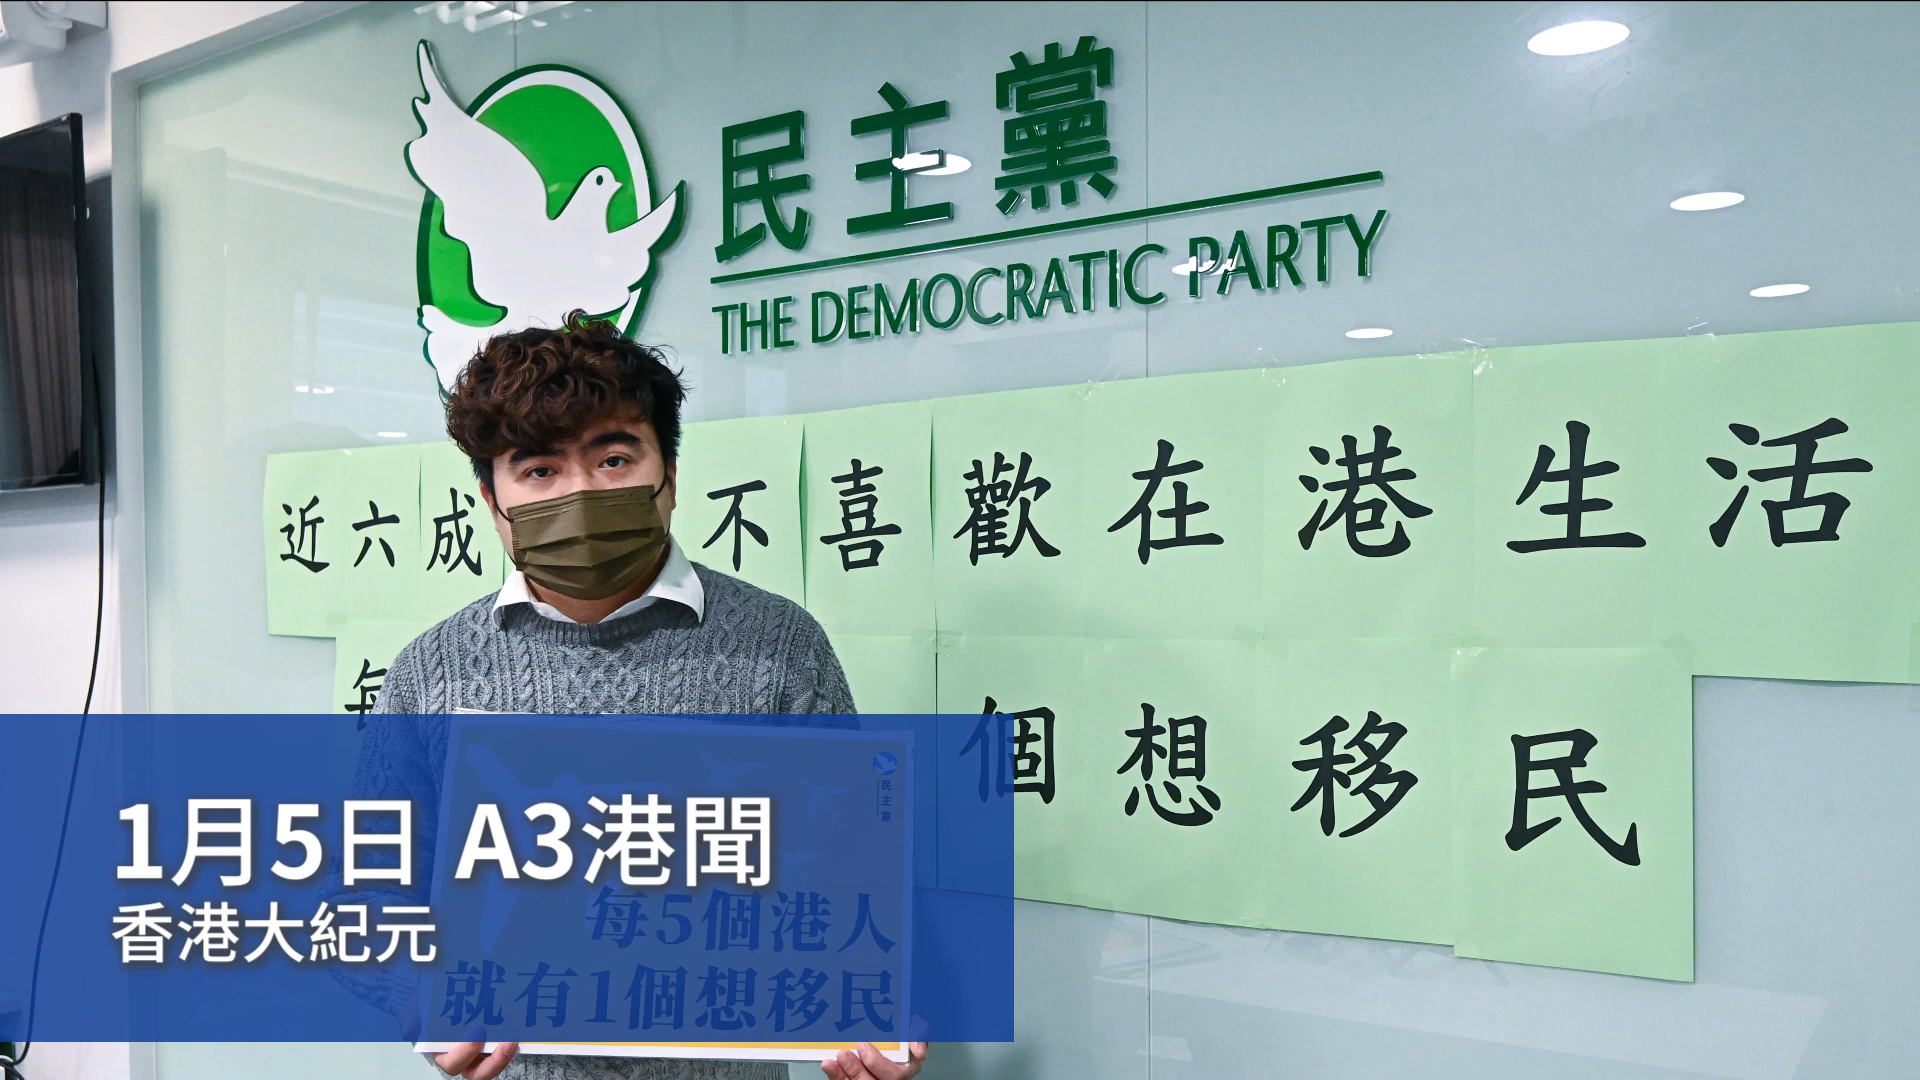 民主黨
THE DEMOCRATIC PARTY
近六成 不喜歡在港生活
每 個想移民
民主黨
每5個港人
就有1個想移民
1月5日 A3港聞
香港大紀元